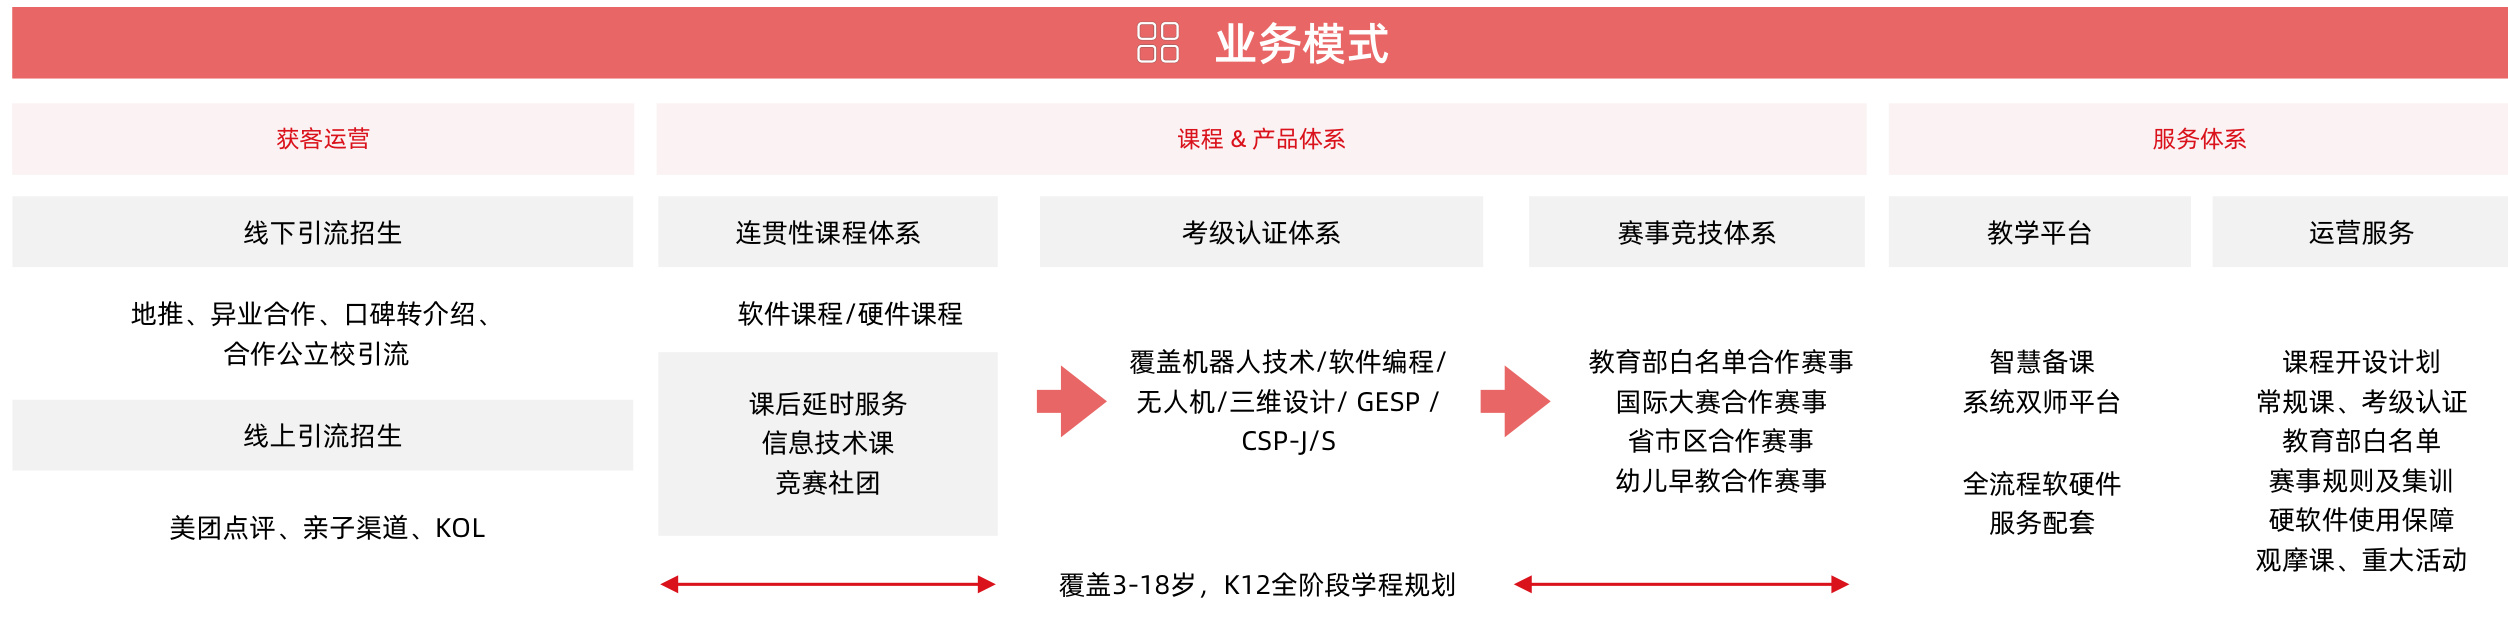 业务模式
获客运营
课程 & 产品体系
服务体系
线下引流招生
连贯性课程体系
考级认证体系
赛事竞技体系
教学平台
运营服务
地推、异业合作、口碑转介绍、
合作公立校引流
线上引流招生
美团点评、亲子渠道、KOL
软件课程/硬件课程
课后延时服务
信息技术课
竞赛社团
覆盖机器人技术/软件编程/
无人机/三维设计/ GESP /
CSP-J/S
教育部白名单合作赛事
国际大赛合作赛事
省市区合作赛事
幼儿早教合作赛事
覆盖3-18岁，K12全阶段学程规划
智慧备课
系统双师平台
全流程软硬件
服务配套
课程开设计划
常规课、考级认证
教育部白名单
赛事规则及集训
硬软件使用保障
观摩课、重大活动